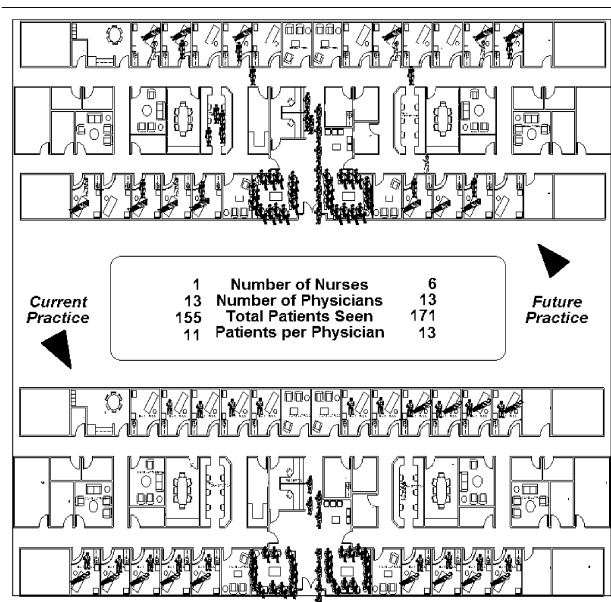 1 Number of Nurses 6
13 Number of Physicians 13
155 Total Patients Seen 171
11 Patients per Physician 13
Current
Practice
Future
Practice